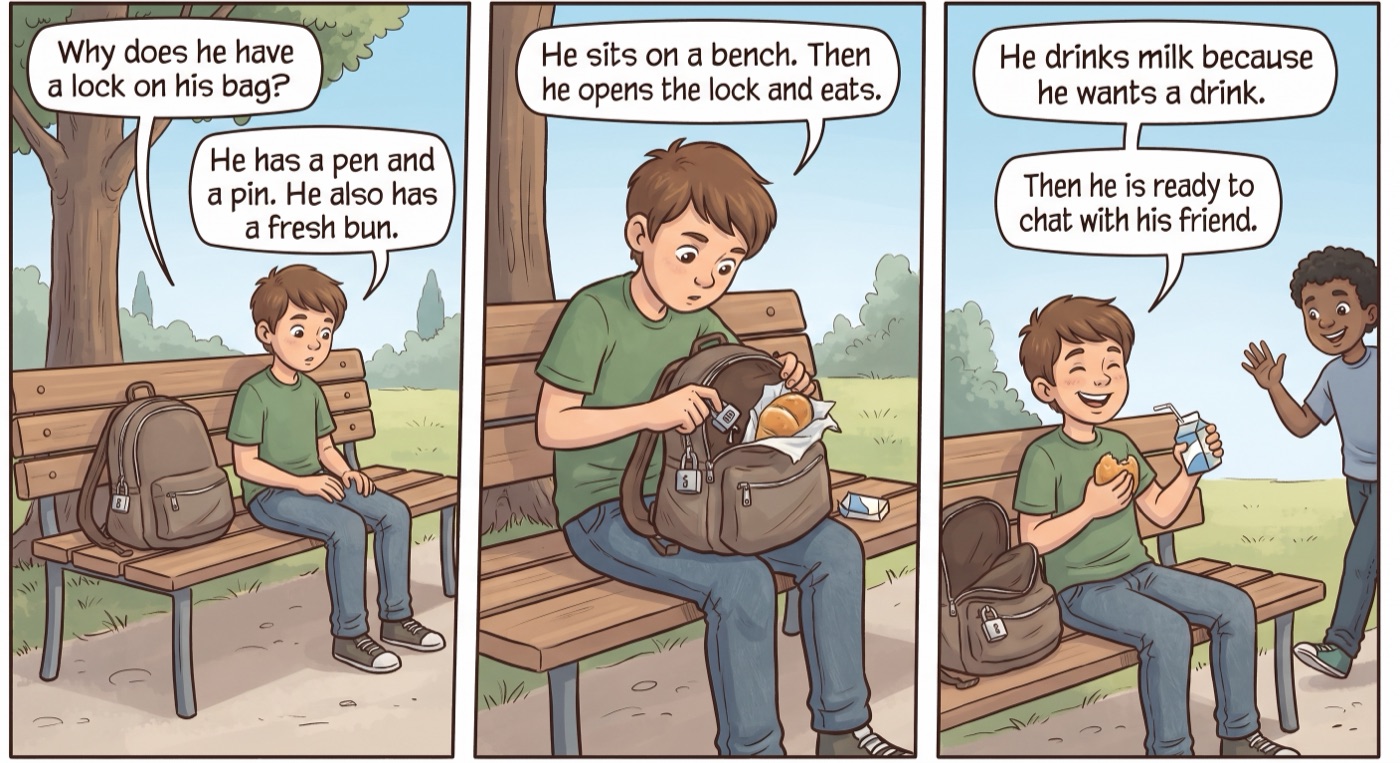 Why does he have
a lock on his bag?
He has a pen and
a pin. He also has
a fresh bun.
He sits on a bench. Then
he opens the lock and eats.
He drinks milk because
he wants a drink.
Then he is ready to
chat with his friend.